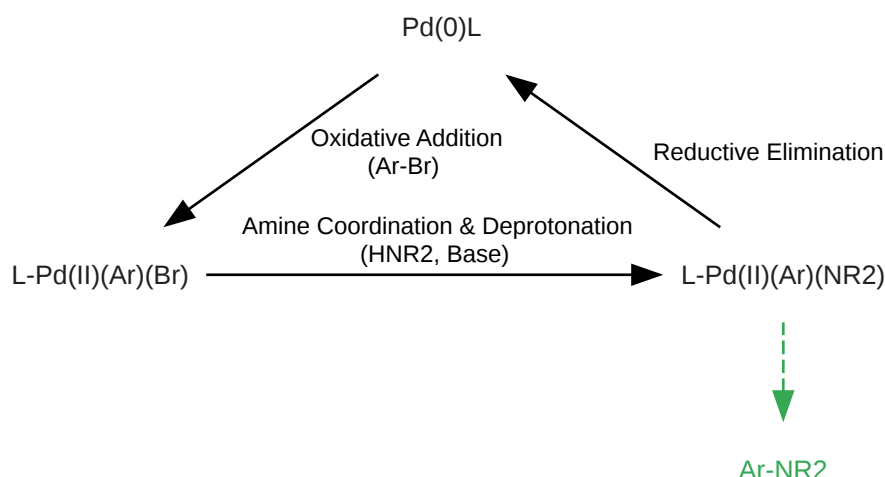 Pd(0)L
Oxidative Addition
(Ar-Br)
Reductive Elimination
Amine Coordination & Deprotonation
(HNR2, Base)
L-Pd(II)(Ar)(Br)
L-Pd(II)(Ar)(NR2)
Ar-NR2